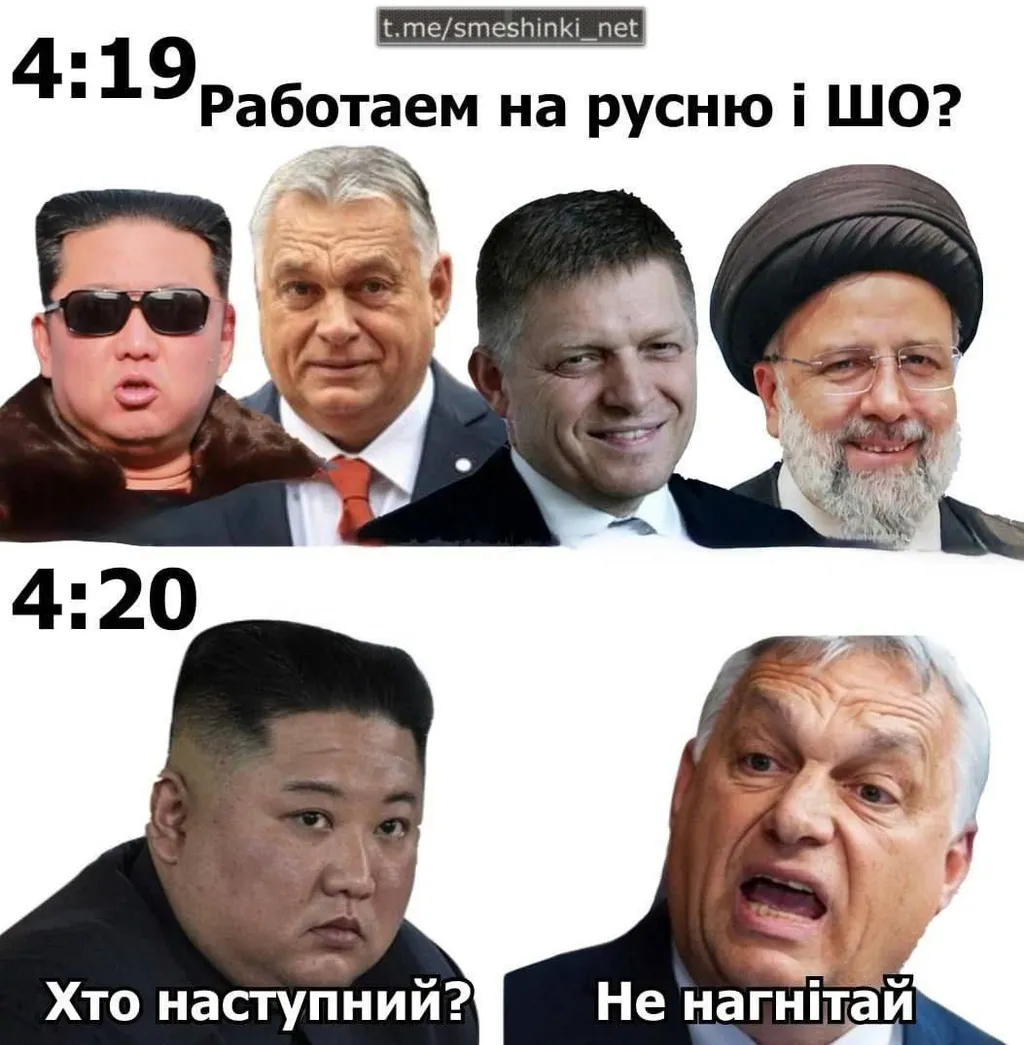 t.me/smeshinki_net
4:19
Работаем на русню і ШО?
4:20
Хто наступний?
Не нагнітай